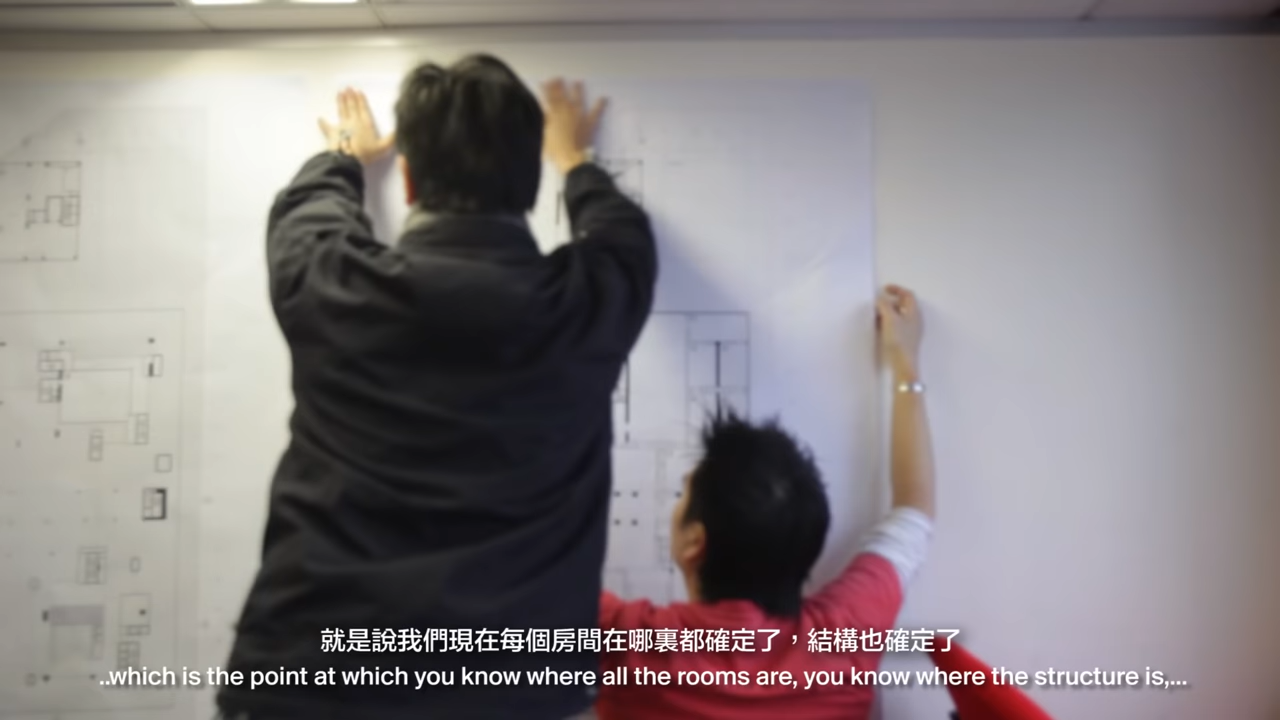 就是說我們現在每個房間在哪裏都確定了，結構也確定了
..which is the point at which you know where all the rooms are, you know where the structure is,...